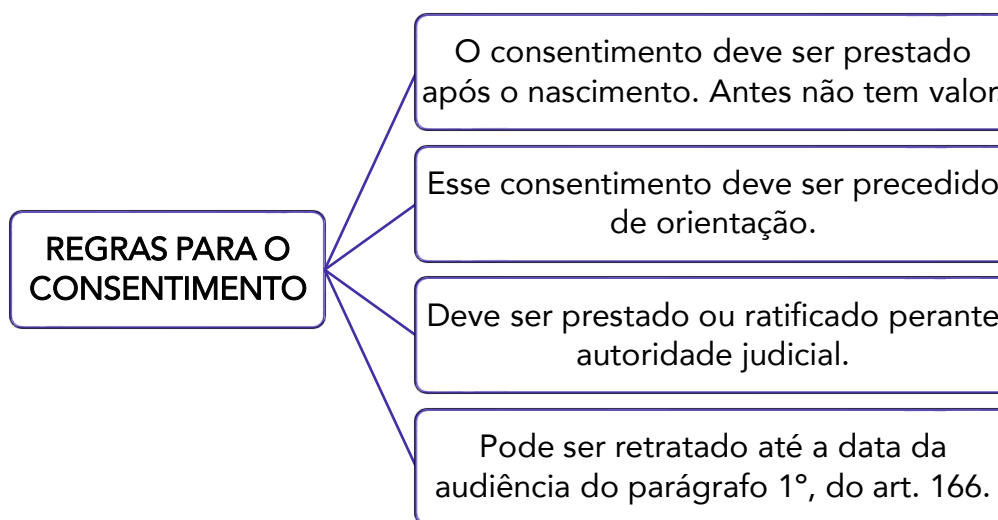 REGRAS PARA O
CONSENTIMENTO
O consentimento deve ser prestado
após o nascimento. Antes não tem valor.
Esse consentimento deve ser precedido
de orientação.
Deve ser prestado ou ratificado perante
autoridade judicial.
Pode ser retratado até a data da
audiência do parágrafo 1º, do art. 166.